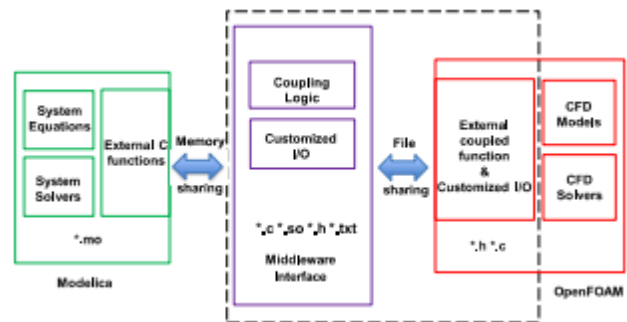 System
Equations
System
Solvers
External C
functions
*.mo
Modelica
Memory
sharing
Coupling
Logic
Customized
I/O
*.c *.so *.h *.txt
Middleware
Interface
File
sharing
External
coupled
function
&
Customized I/O
CFD
Models
CFD
Solvers
*.h *.c
OpenFOAM